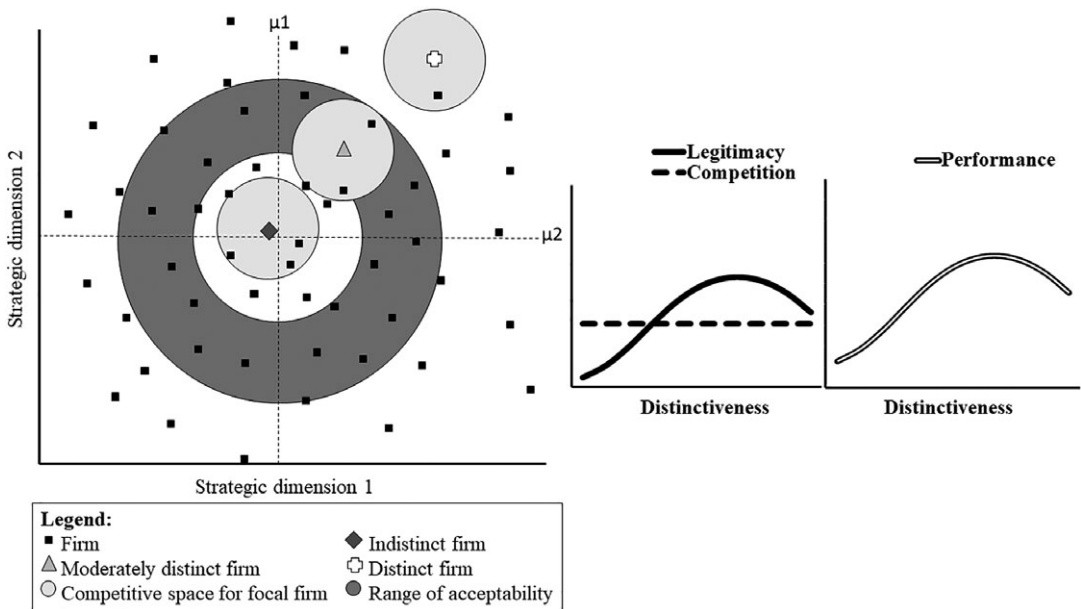 μ1
μ2
Strategic dimension 2
Strategic dimension 1
Legend:
Firm
Indistinct firm
Moderately distinct firm
Distinct firm
Competitive space for focal firm
Range of acceptability
Legitimacy
Competition
Distinctiveness
Performance
Distinctiveness